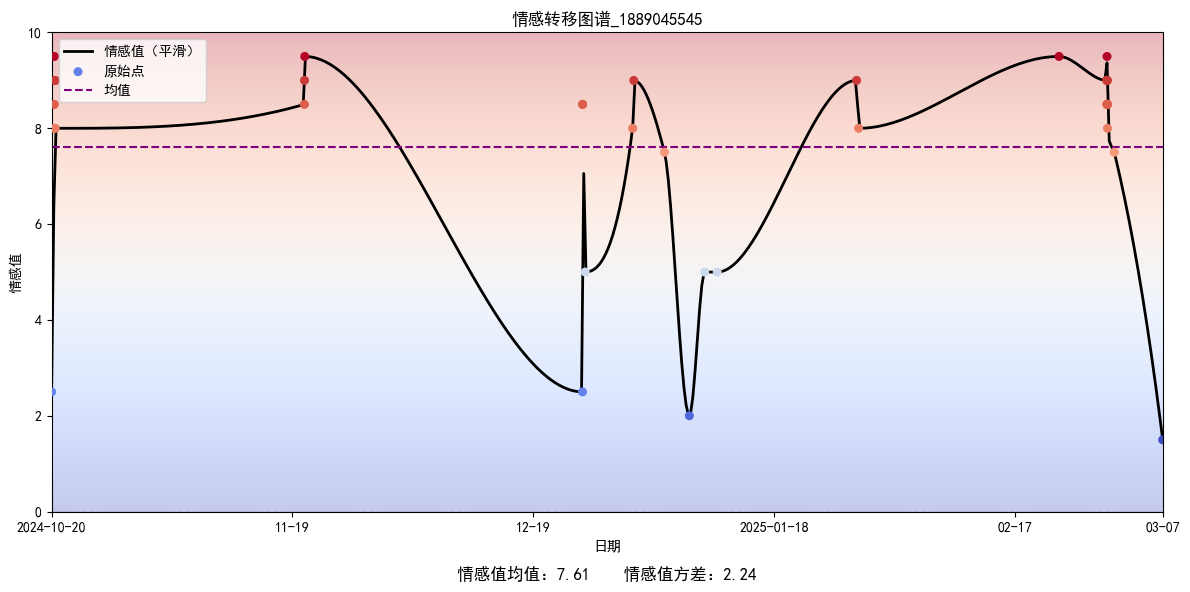 情感转移图谱_1889045545
10
8
6
4
2
0
情感值
情感值（平滑）
原始点
均值
2024-10-20 11-19 12-19 2025-01-18 02-17 03-07
日期
情感值均值: 7.61 情感值方差: 2.24